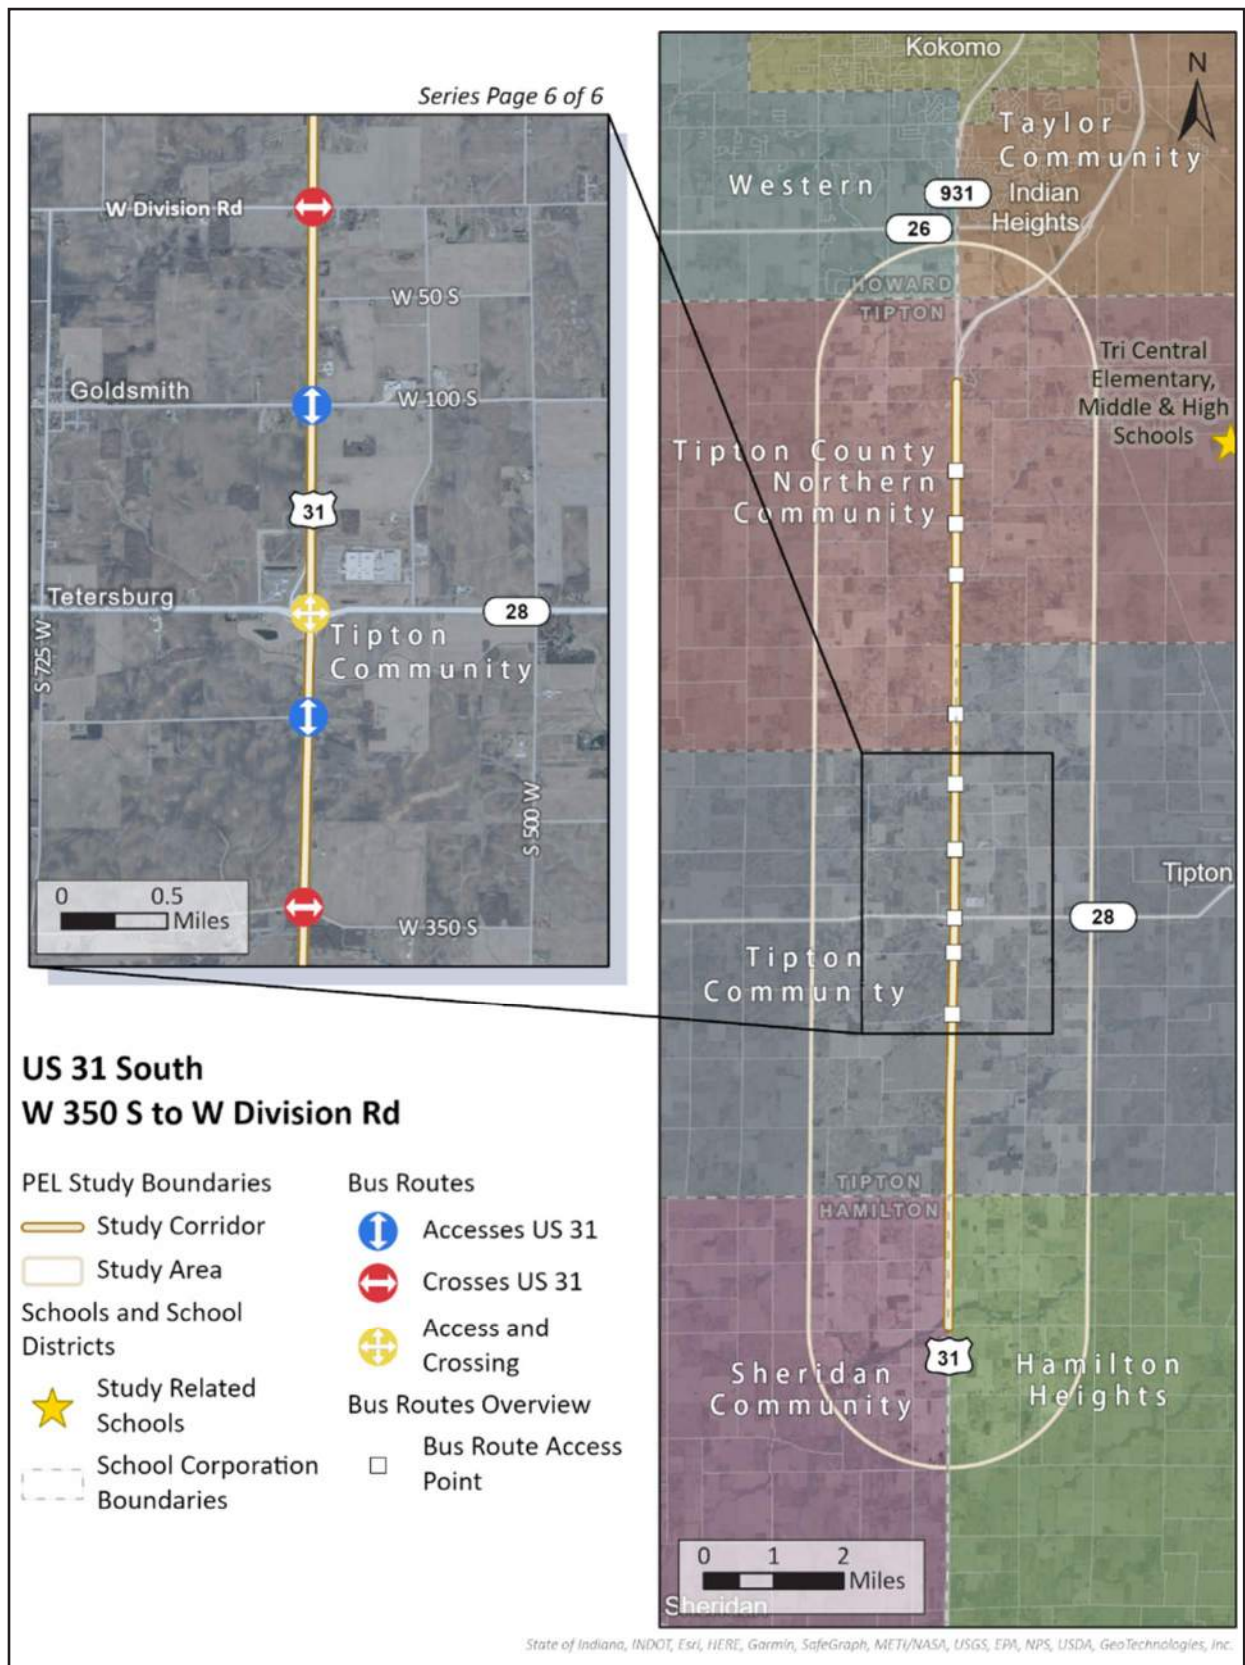 Series Page 6 of 6
W Division Rd
W 50 S
Goldsmith
W 100 S
31
Tetersburg
28
Tipton
Community
S 725 W
S 500 W
W 350 S
0 0.5
Miles
Kokomo
N
Taylor
Community
Western
931
Indian
Heights
26
HOWARD
TIPTON
Tri Central
Elementary,
Middle & High
Schools
Tipton County
Northern
Community
Tipton
28
Tipton
Community
TIPTON
HAMILTON
31
Sheridan
Community
Hamilton
Heights
0 1 2
Miles
Sheridan
US 31 South
W 350 S to W Division Rd
PEL Study Boundaries
Study Corridor
Study Area
Schools and School
Districts
Study Related
Schools
School Corporation
Boundaries
Bus Routes
Accesses US 31
Crosses US 31
Access and
Crossing
Bus Routes Overview
Bus Route Access
Point
State of Indiana, INDOT, Esri, HERE, Garmin, SafeGraph, METI/NASA, USGS, EPA, NPS, USDA, GeoTechnologies, Inc.